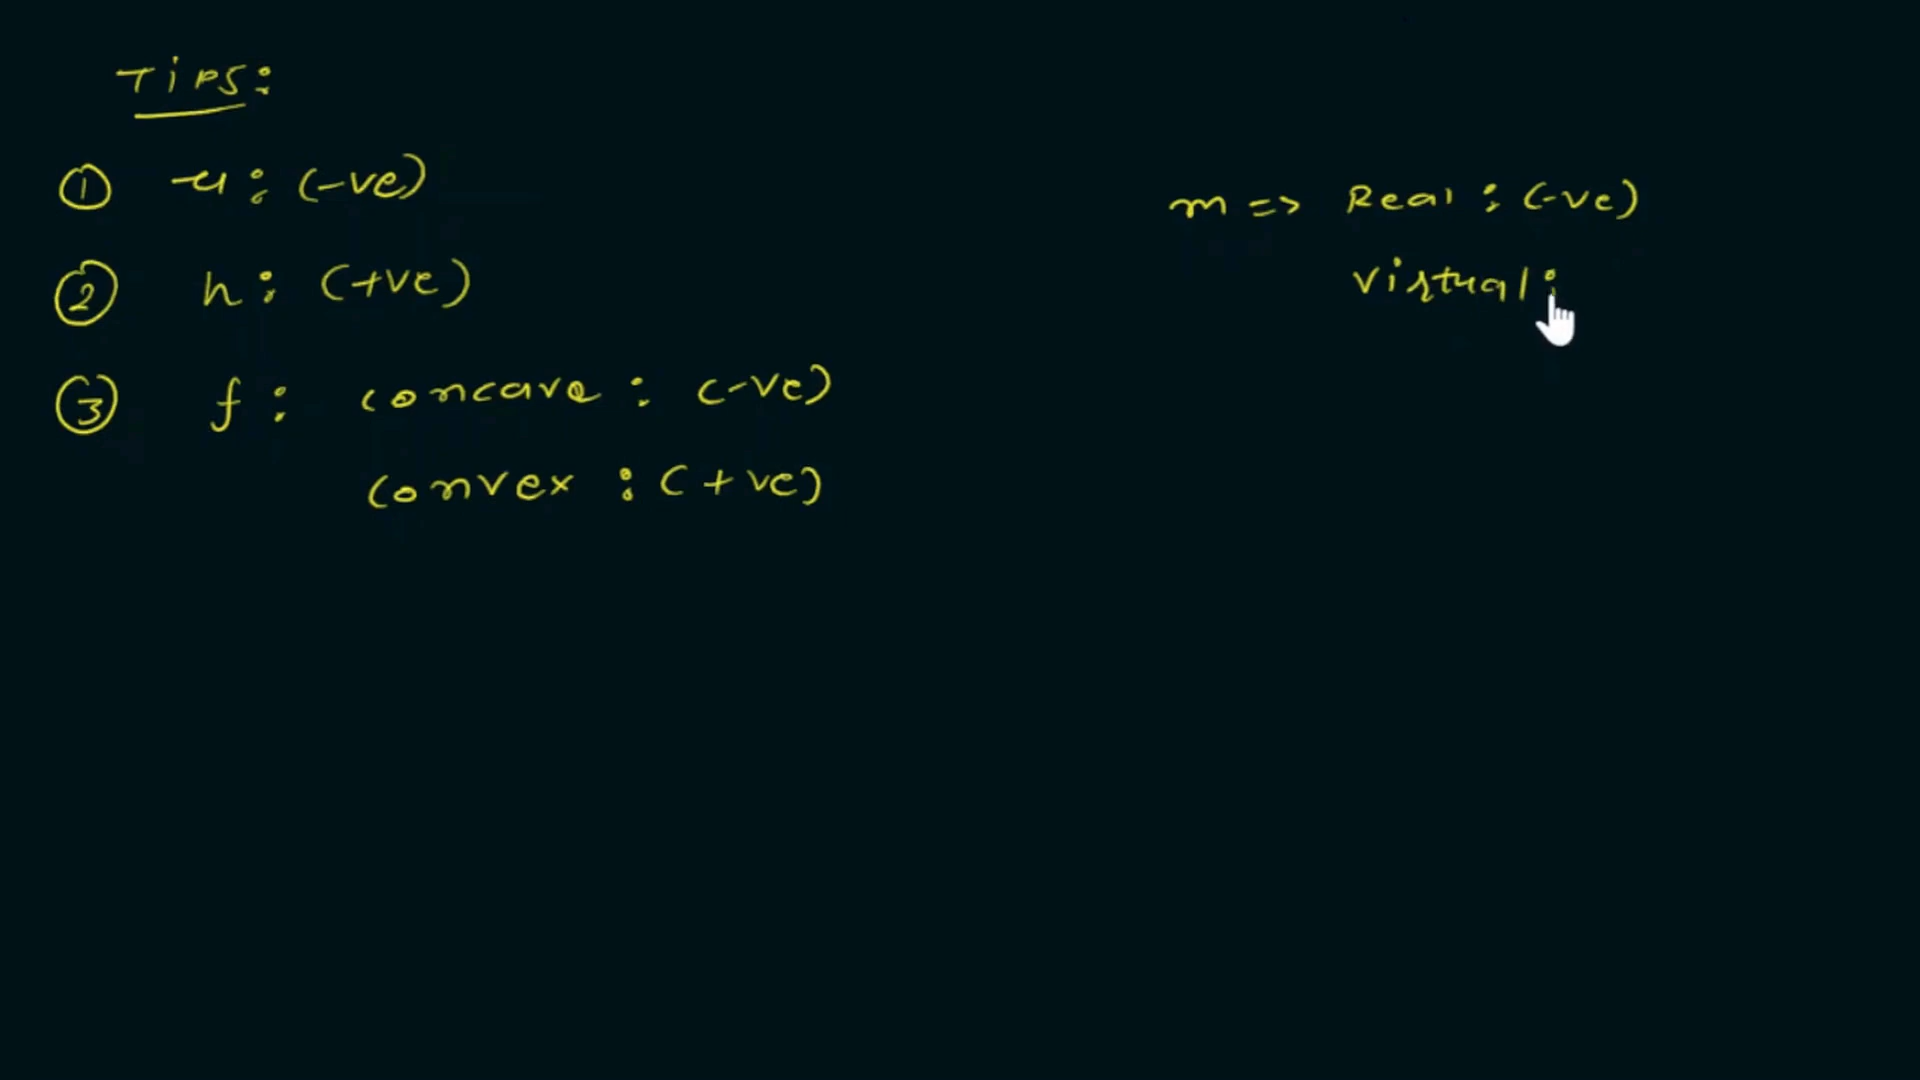 Tips:
① u: (-ve)
② h: (+ve)
③ f: concave: (-ve)
convex: (+ve)
m => Real: (-ve)
virtual: